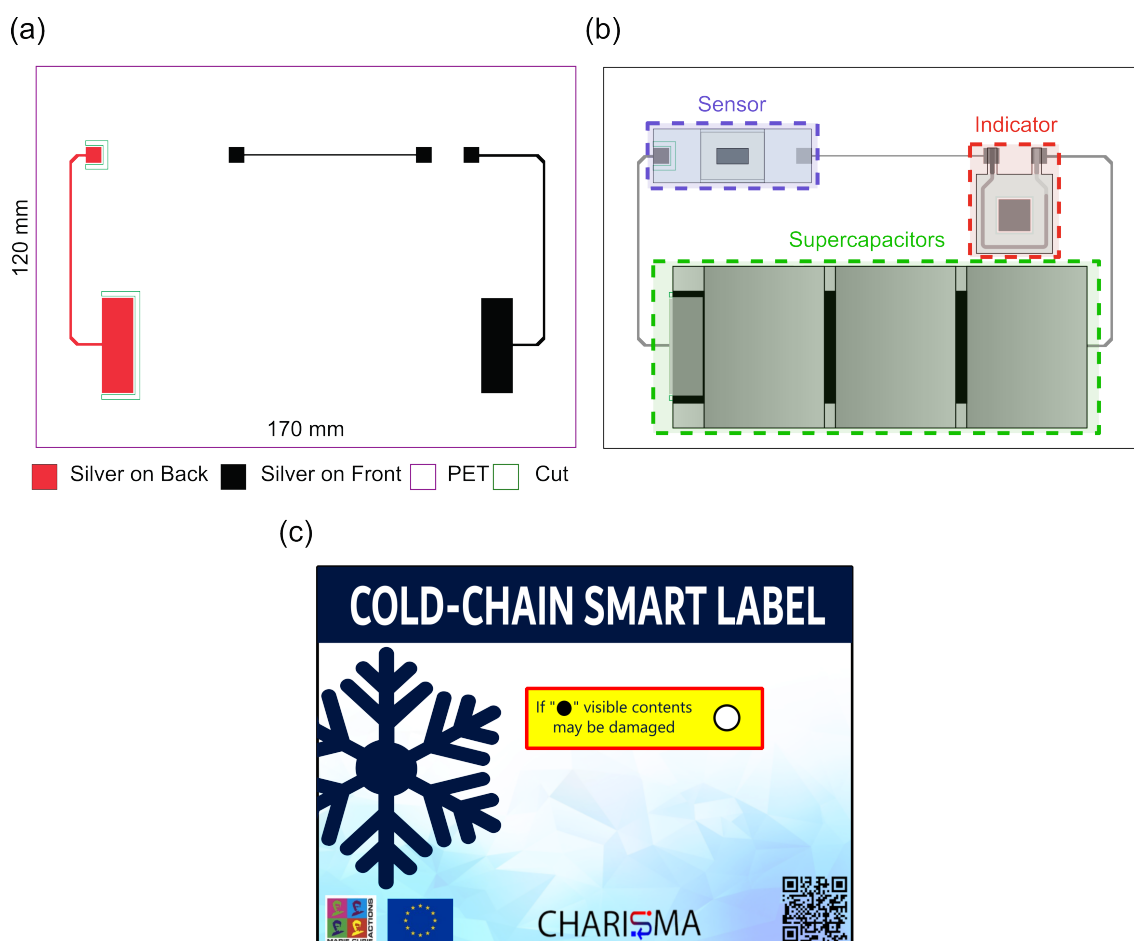 (a)
(b)
Sensor
Indicator
120 mm
Supercapacitors
170 mm
Silver on Back Silver on Front PET Cut
(c)
COLD-CHAIN SMART LABEL
If "●" visible contents
may be damaged
ACTIONS
CHARISMA